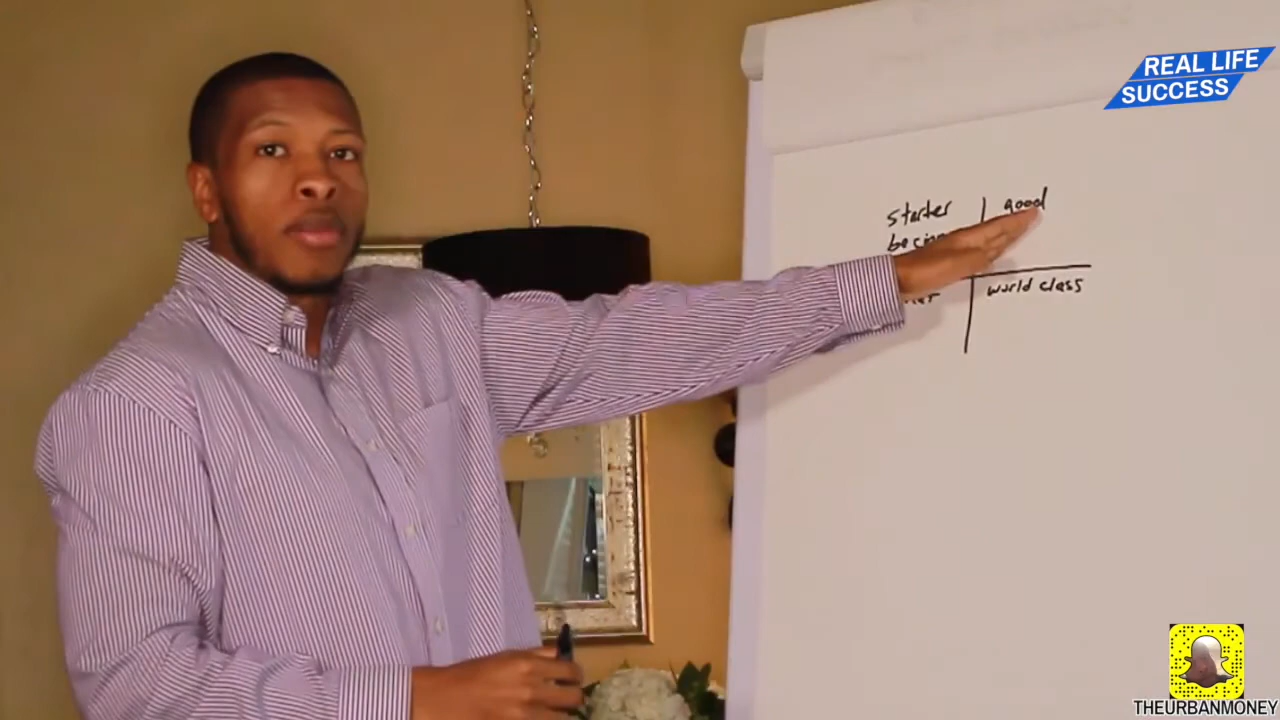 REAL LIFE
SUCCESS
starter
good
world class
THEURBANMONEY